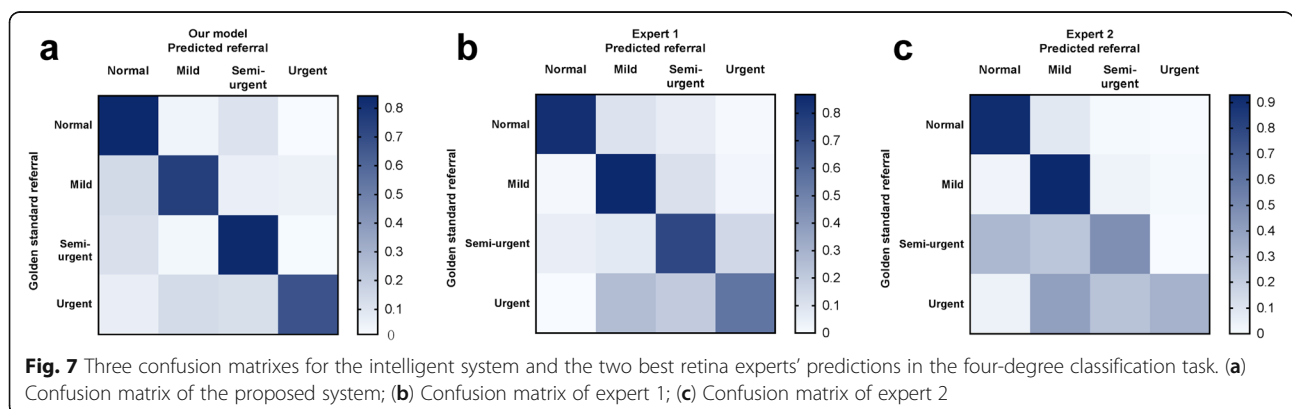 a
Our model
Predicted referral
Normal Mild Semi-urgent Urgent
Golden standard referral
Normal
Mild
Semi-
urgent
Urgent
0.8
0.7
0.6
0.5
0.4
0.3
0.2
0.1
0
b
Expert 1
Predicted referral
Normal Mild Semi-urgent Urgent
Golden standard referral
Normal
Mild
Semi-urgent
Urgent
0.8
0.7
0.6
0.5
0.4
0.3
0.2
0.1
0
c
Expert 2
Predicted referral
Normal Mild Semi-urgent Urgent
Golden standard referral
Normal
Mild
Semi-urgent
Urgent
0.9
0.8
0.7
0.6
0.5
0.4
0.3
0.2
0.1
0
Fig. 7 Three confusion matrixes for the intelligent system and the two best retina experts' predictions in the four-degree classification task. (a)
Confusion matrix of the proposed system; (b) Confusion matrix of expert 1; (c) Confusion matrix of expert 2